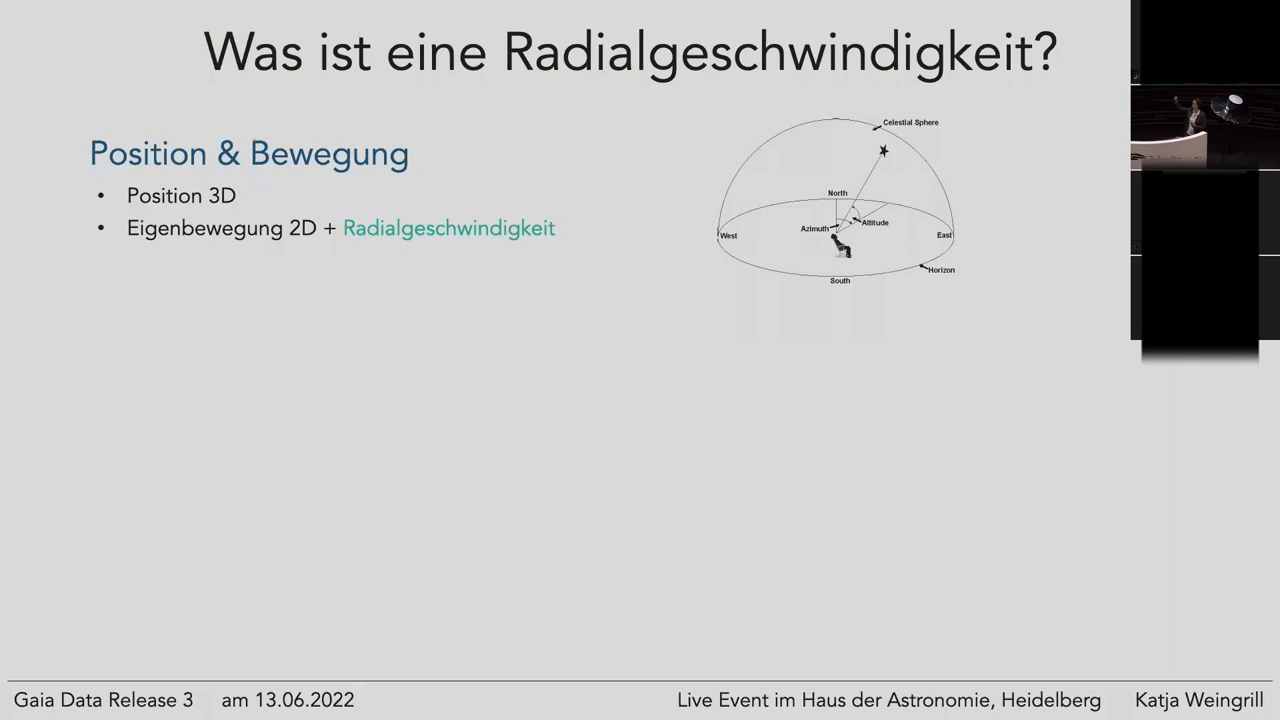 Was ist eine Radialgeschwindigkeit?
Position & Bewegung
• Position 3D
• Eigenbewegung 2D + Radialgeschwindigkeit
Celestial Sphere
North
Altitude
Azimuth
West
East
Horizon
South
Gaia Data Release 3 am 13.06.2022
Live Event im Haus der Astronomie, Heidelberg Katja Weingrill